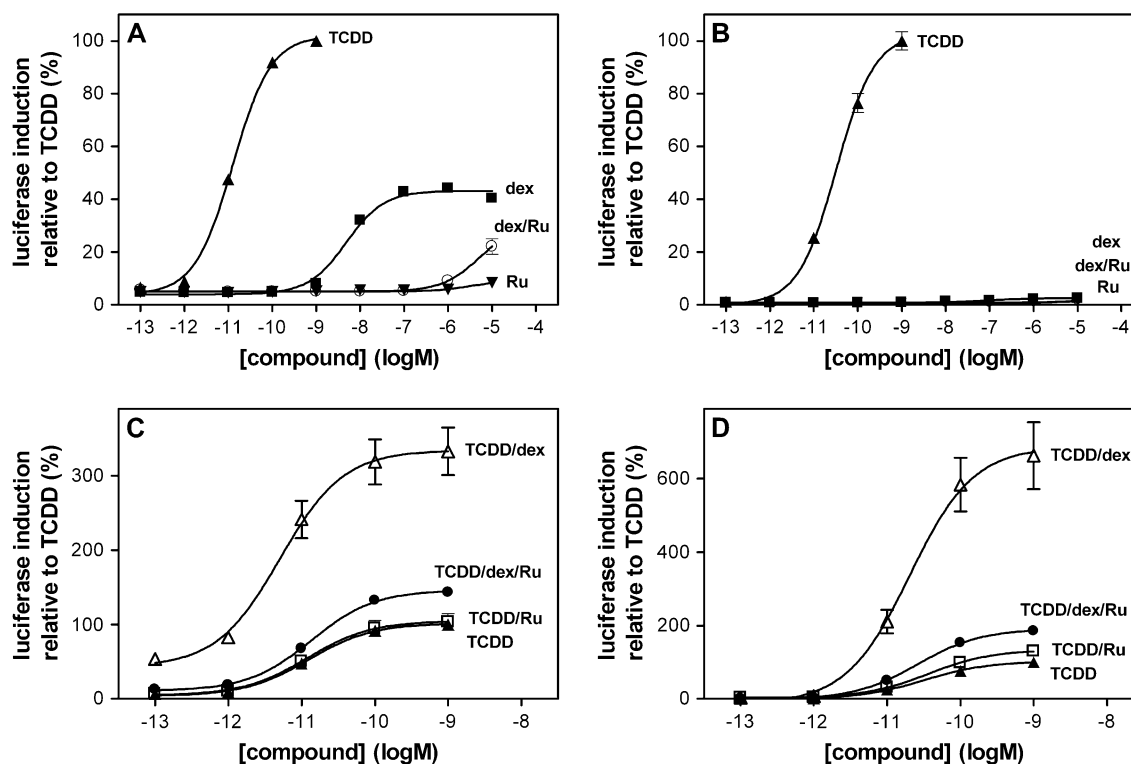 A
luciferase induction
relative to TCDD (%)
100
80
60
40
20
0
TCDD
dex
dex/Ru
Ru
-13 -12 -11 -10 -9 -8 -7 -6 -5 -4
[compound] (logM)
B
luciferase induction
relative to TCDD (%)
100
80
60
40
20
0
TCDD
dex
dex/Ru
Ru
-13 -12 -11 -10 -9 -8 -7 -6 -5 -4
[compound] (logM)
C
luciferase induction
relative to TCDD (%)
300
200
100
0
TCDD/dex
TCDD/dex/Ru
TCDD/Ru
TCDD
-13 -12 -11 -10 -9 -8
[compound] (logM)
D
luciferase induction
relative to TCDD (%)
600
400
200
0
TCDD/dex
TCDD/dex/Ru
TCDD/Ru
TCDD
-13 -12 -11 -10 -9 -8
[compound] (logM)